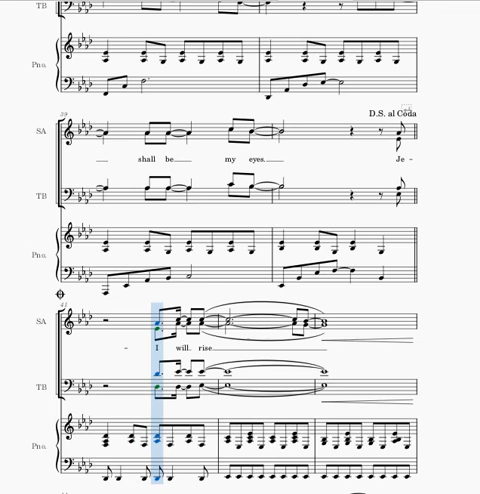 TB
Pno.
D.S. al Coda
39
SA
shall be my eyes. Je-
TB
Pno.
41
SA
- I will rise
TB
Pno.